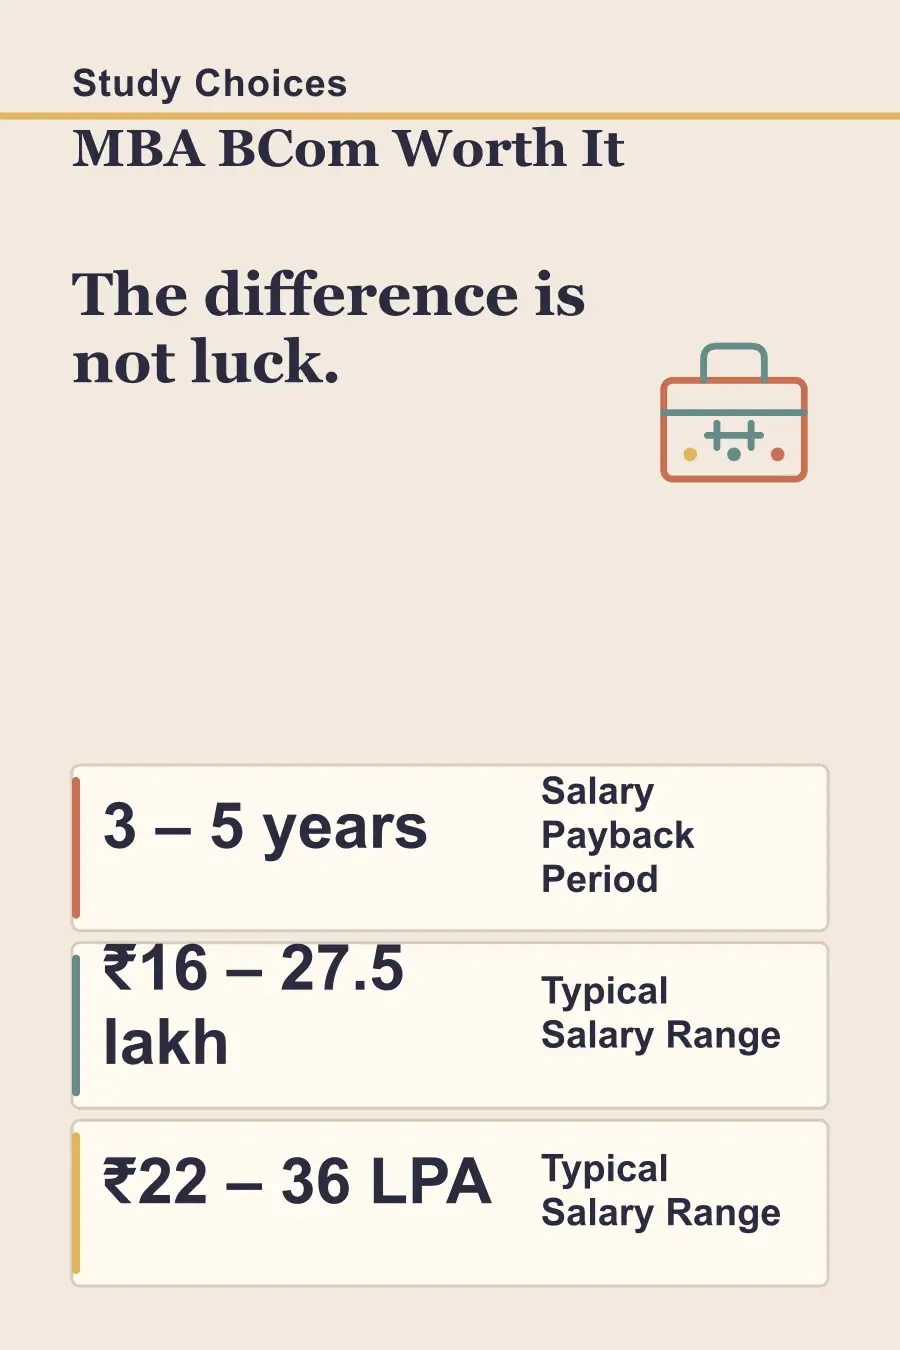 Study Choices
MBA BCom Worth It
The difference is
not luck.
3 – 5 years
Salary
Payback
Period
₹16 – 27.5
lakh
Typical
Salary Range
₹22 – 36 LPA
Typical
Salary Range